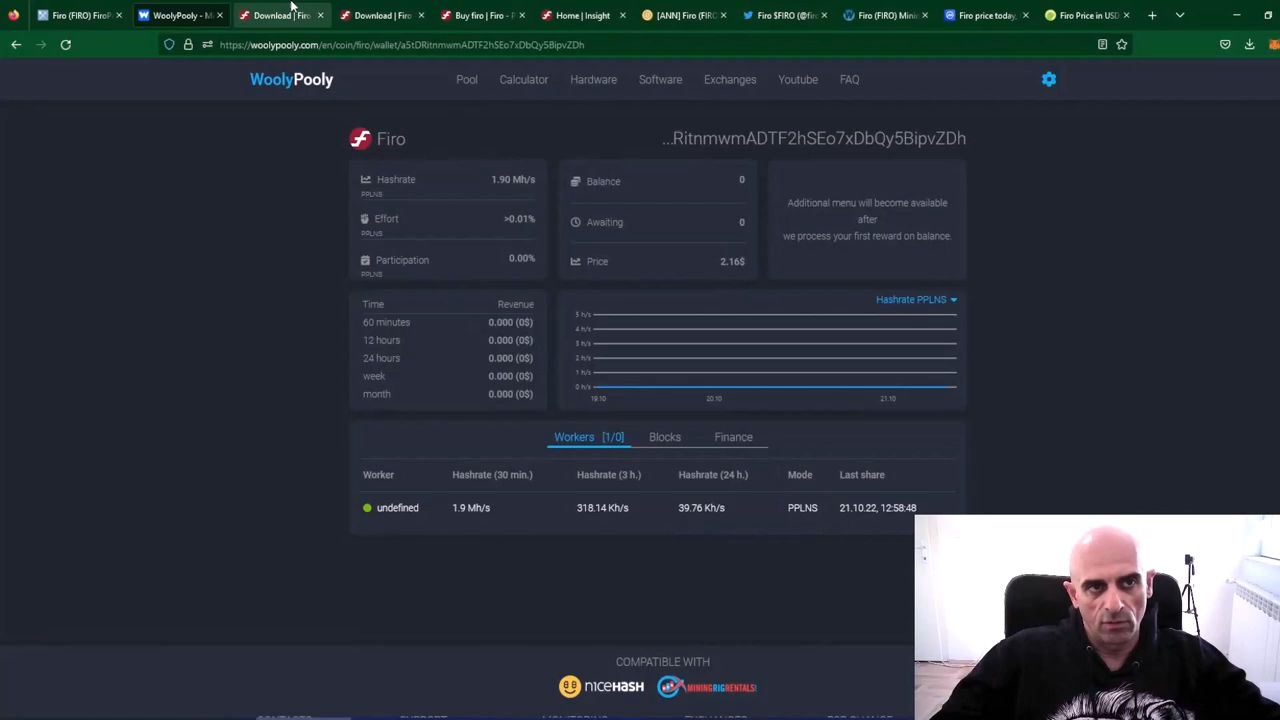 Firo (FIRO) FiroP
WoolyPooly - Mi
Download | Firo
Download | Firo
Buy firo | Firo - P
Home | Insight
[ANN] Firo (FIRO
Firo $FIRO (@firo
Firo (FIRO) Minin
Firo price today,
Firo Price in USD
https://woolypooly.com/en/coin/firo/wallet/a5tDRitnmwmADTF2hSEo7xDbQy5BipvZDh
WoolyPooly Pool Calculator Hardware Software Exchanges Youtube FAQ
Firo ...RitnmwmADTF2hSEo7xDbQy5BipvZDh
Hashrate 1.90 Mh/s
PPLNS
Effort >0.01%
PPLNS
Participation 0.00%
PPLNS
Balance 0
Awaiting 0
Price 2.16$
Additional menu will become available
after
we process your first reward on balance.
Time Revenue
60 minutes 0.000 (0$)
12 hours 0.000 (0$)
24 hours 0.000 (0$)
week 0.000 (0$)
month 0.000 (0$)
Hashrate PPLNS
5 h/s
4 h/s
3 h/s
2 h/s
1 h/s
0 h/s
19.10 20.10 21.10
Workers [1/0] Blocks Finance
Worker Hashrate (30 min.) Hashrate (3 h.) Hashrate (24 h.) Mode Last share
undefined 1.9 Mh/s 318.14 Kh/s 39.76 Kh/s PPLNS 21.10.22, 12:58:48
COMPATIBLE WITH
NICEHASH MININGRIGRENTALS